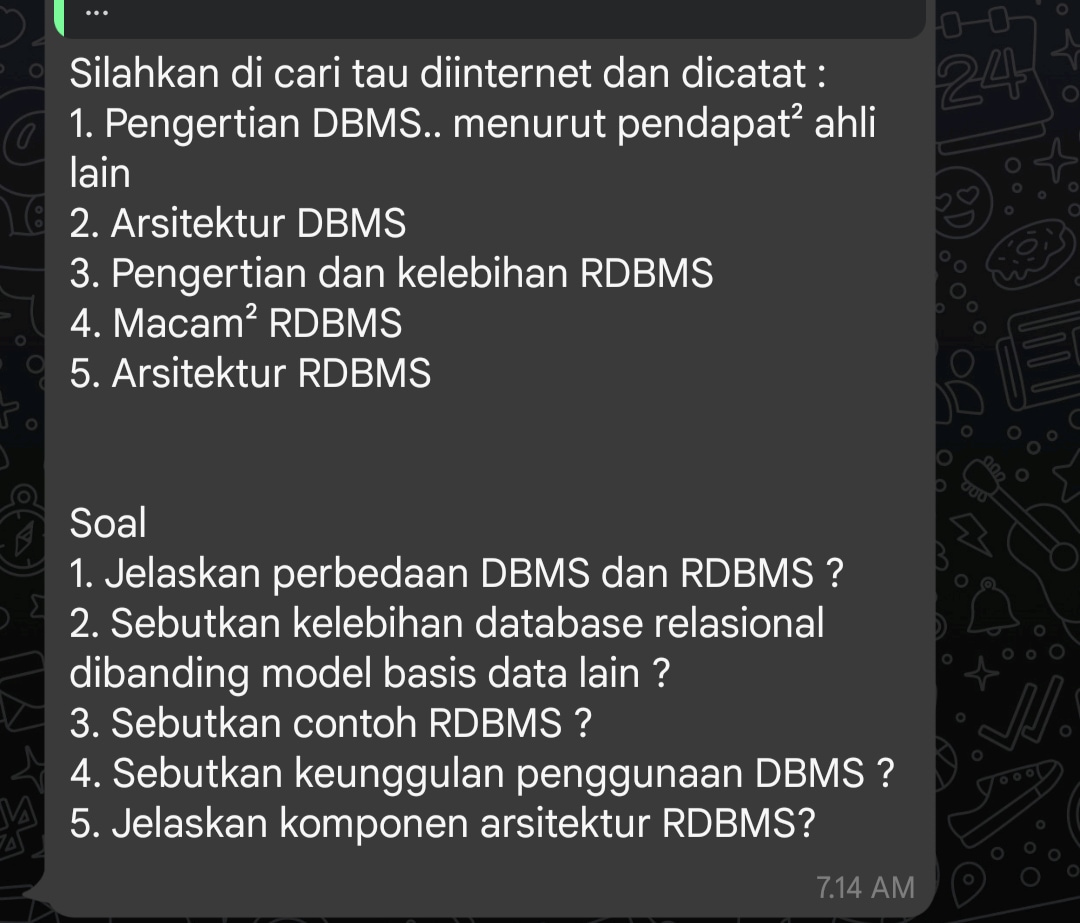 ...
Silahkan di cari tau diinternet dan dicatat :
1. Pengertian DBMS.. menurut pendapat² ahli
lain
2. Arsitektur DBMS
3. Pengertian dan kelebihan RDBMS
4. Macam² RDBMS
5. Arsitektur RDBMS
Soal
1. Jelaskan perbedaan DBMS dan RDBMS ?
2. Sebutkan kelebihan database relasional
dibanding model basis data lain ?
3. Sebutkan contoh RDBMS ?
4. Sebutkan keunggulan penggunaan DBMS ?
5. Jelaskan komponen arsitektur RDBMS?
7.14 AM
24